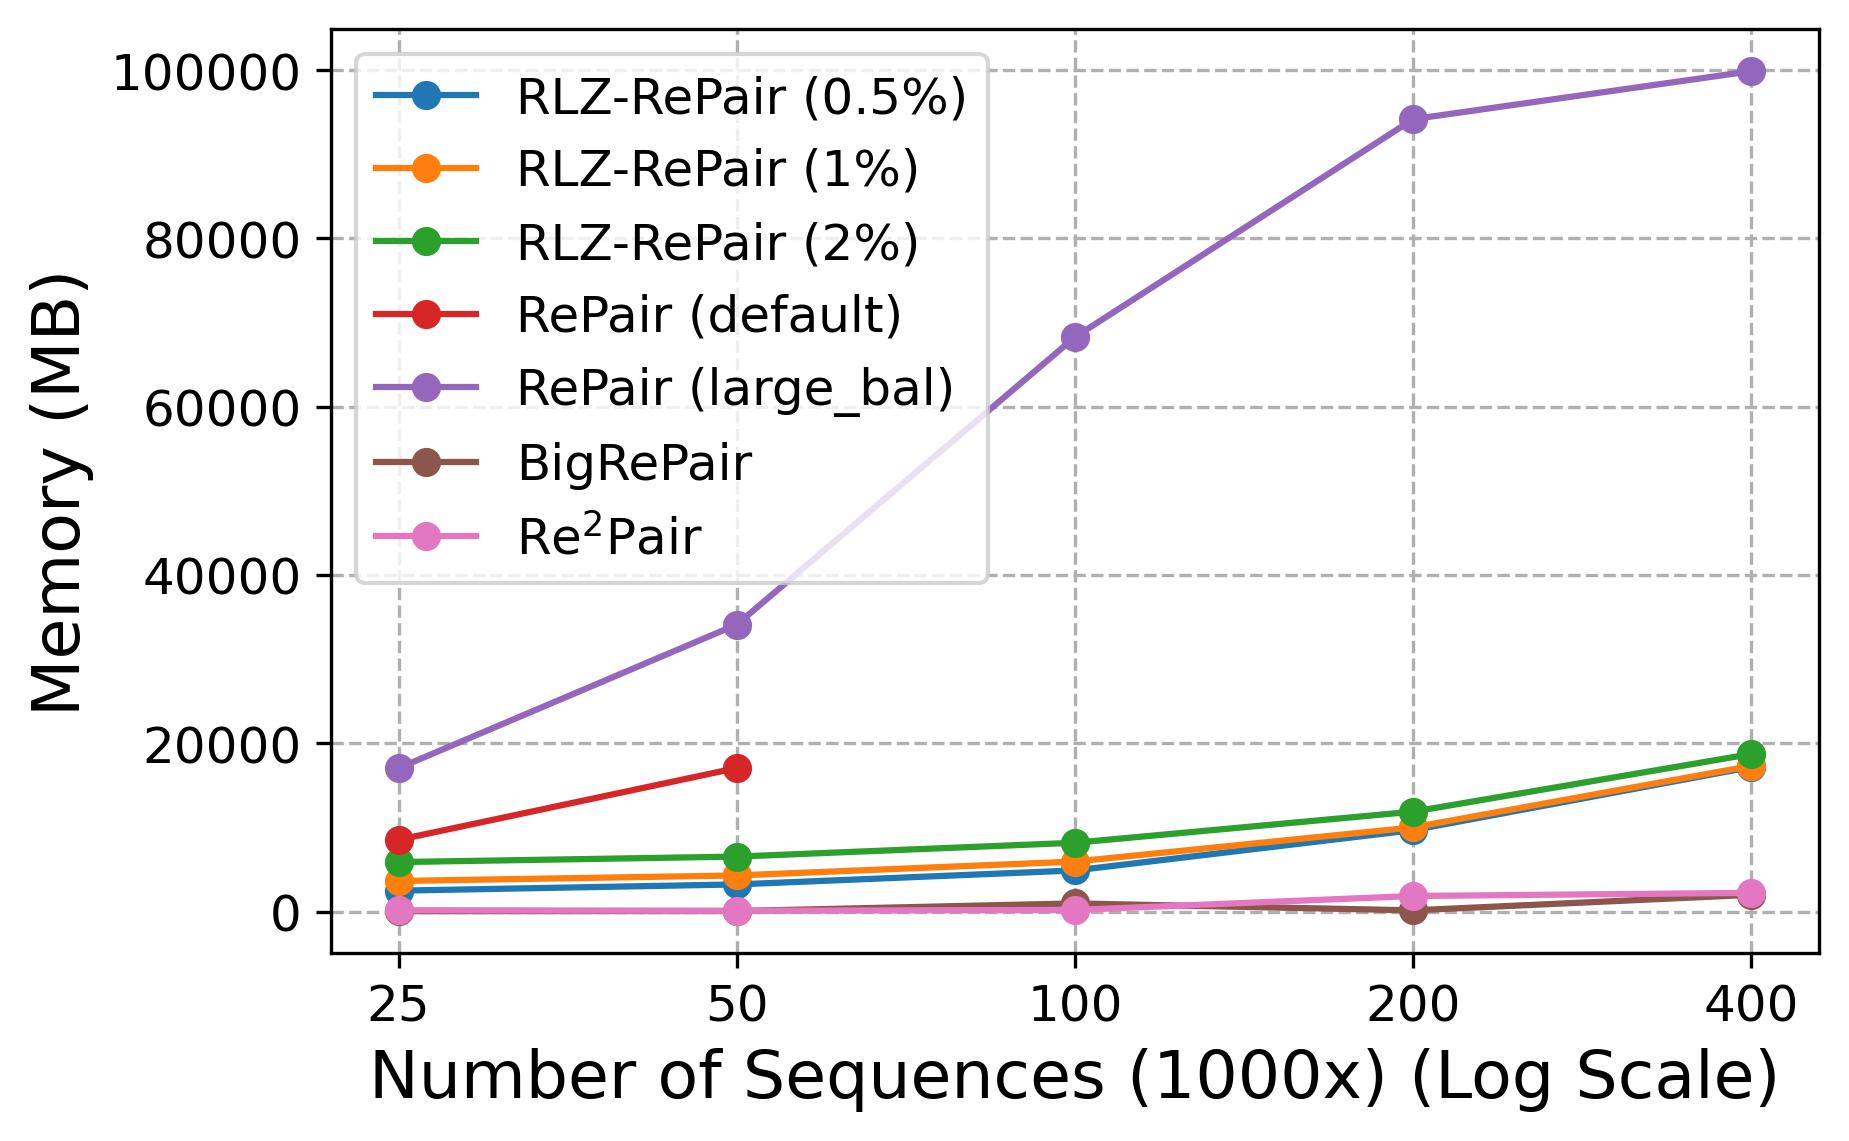 100000
80000
60000
40000
20000
0
Memory (MB)
RLZ-RePair (0.5%)
RLZ-RePair (1%)
RLZ-RePair (2%)
RePair (default)
RePair (large_bal)
BigRePair
Re²Pair
25 50 100 200 400
Number of Sequences (1000x) (Log Scale)